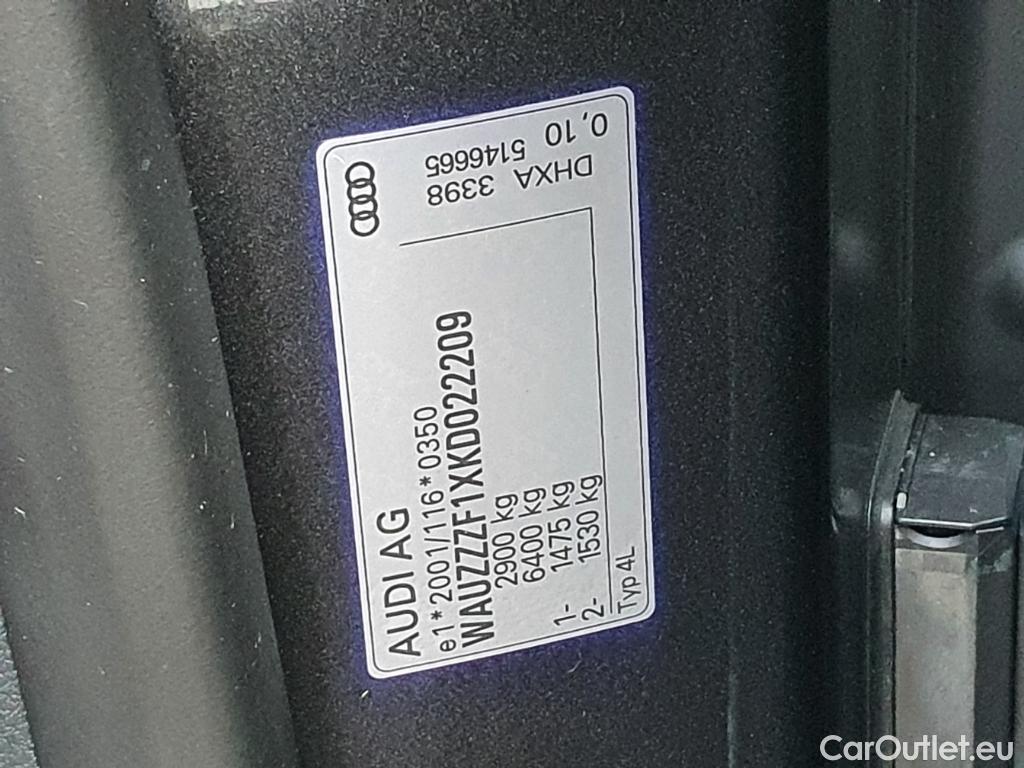 AUDI AG
e1*2001/116*0350
WAUZZZF1XKD022209
2900 kg
6400 kg
1- 1475 kg
2- 1530 kg
Typ 4L
DHXA 0,10
3398 5146665
CarOutlet.eu